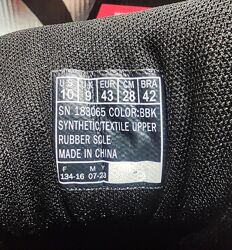 US UK EUR CM BRA
10 9 43 28 42
SN 183065 COLOR:BBK
SYNTHETIC/TEXTILE UPPER
RUBBER SOLE
MADE IN CHINA
F M Y
134-16 07-23